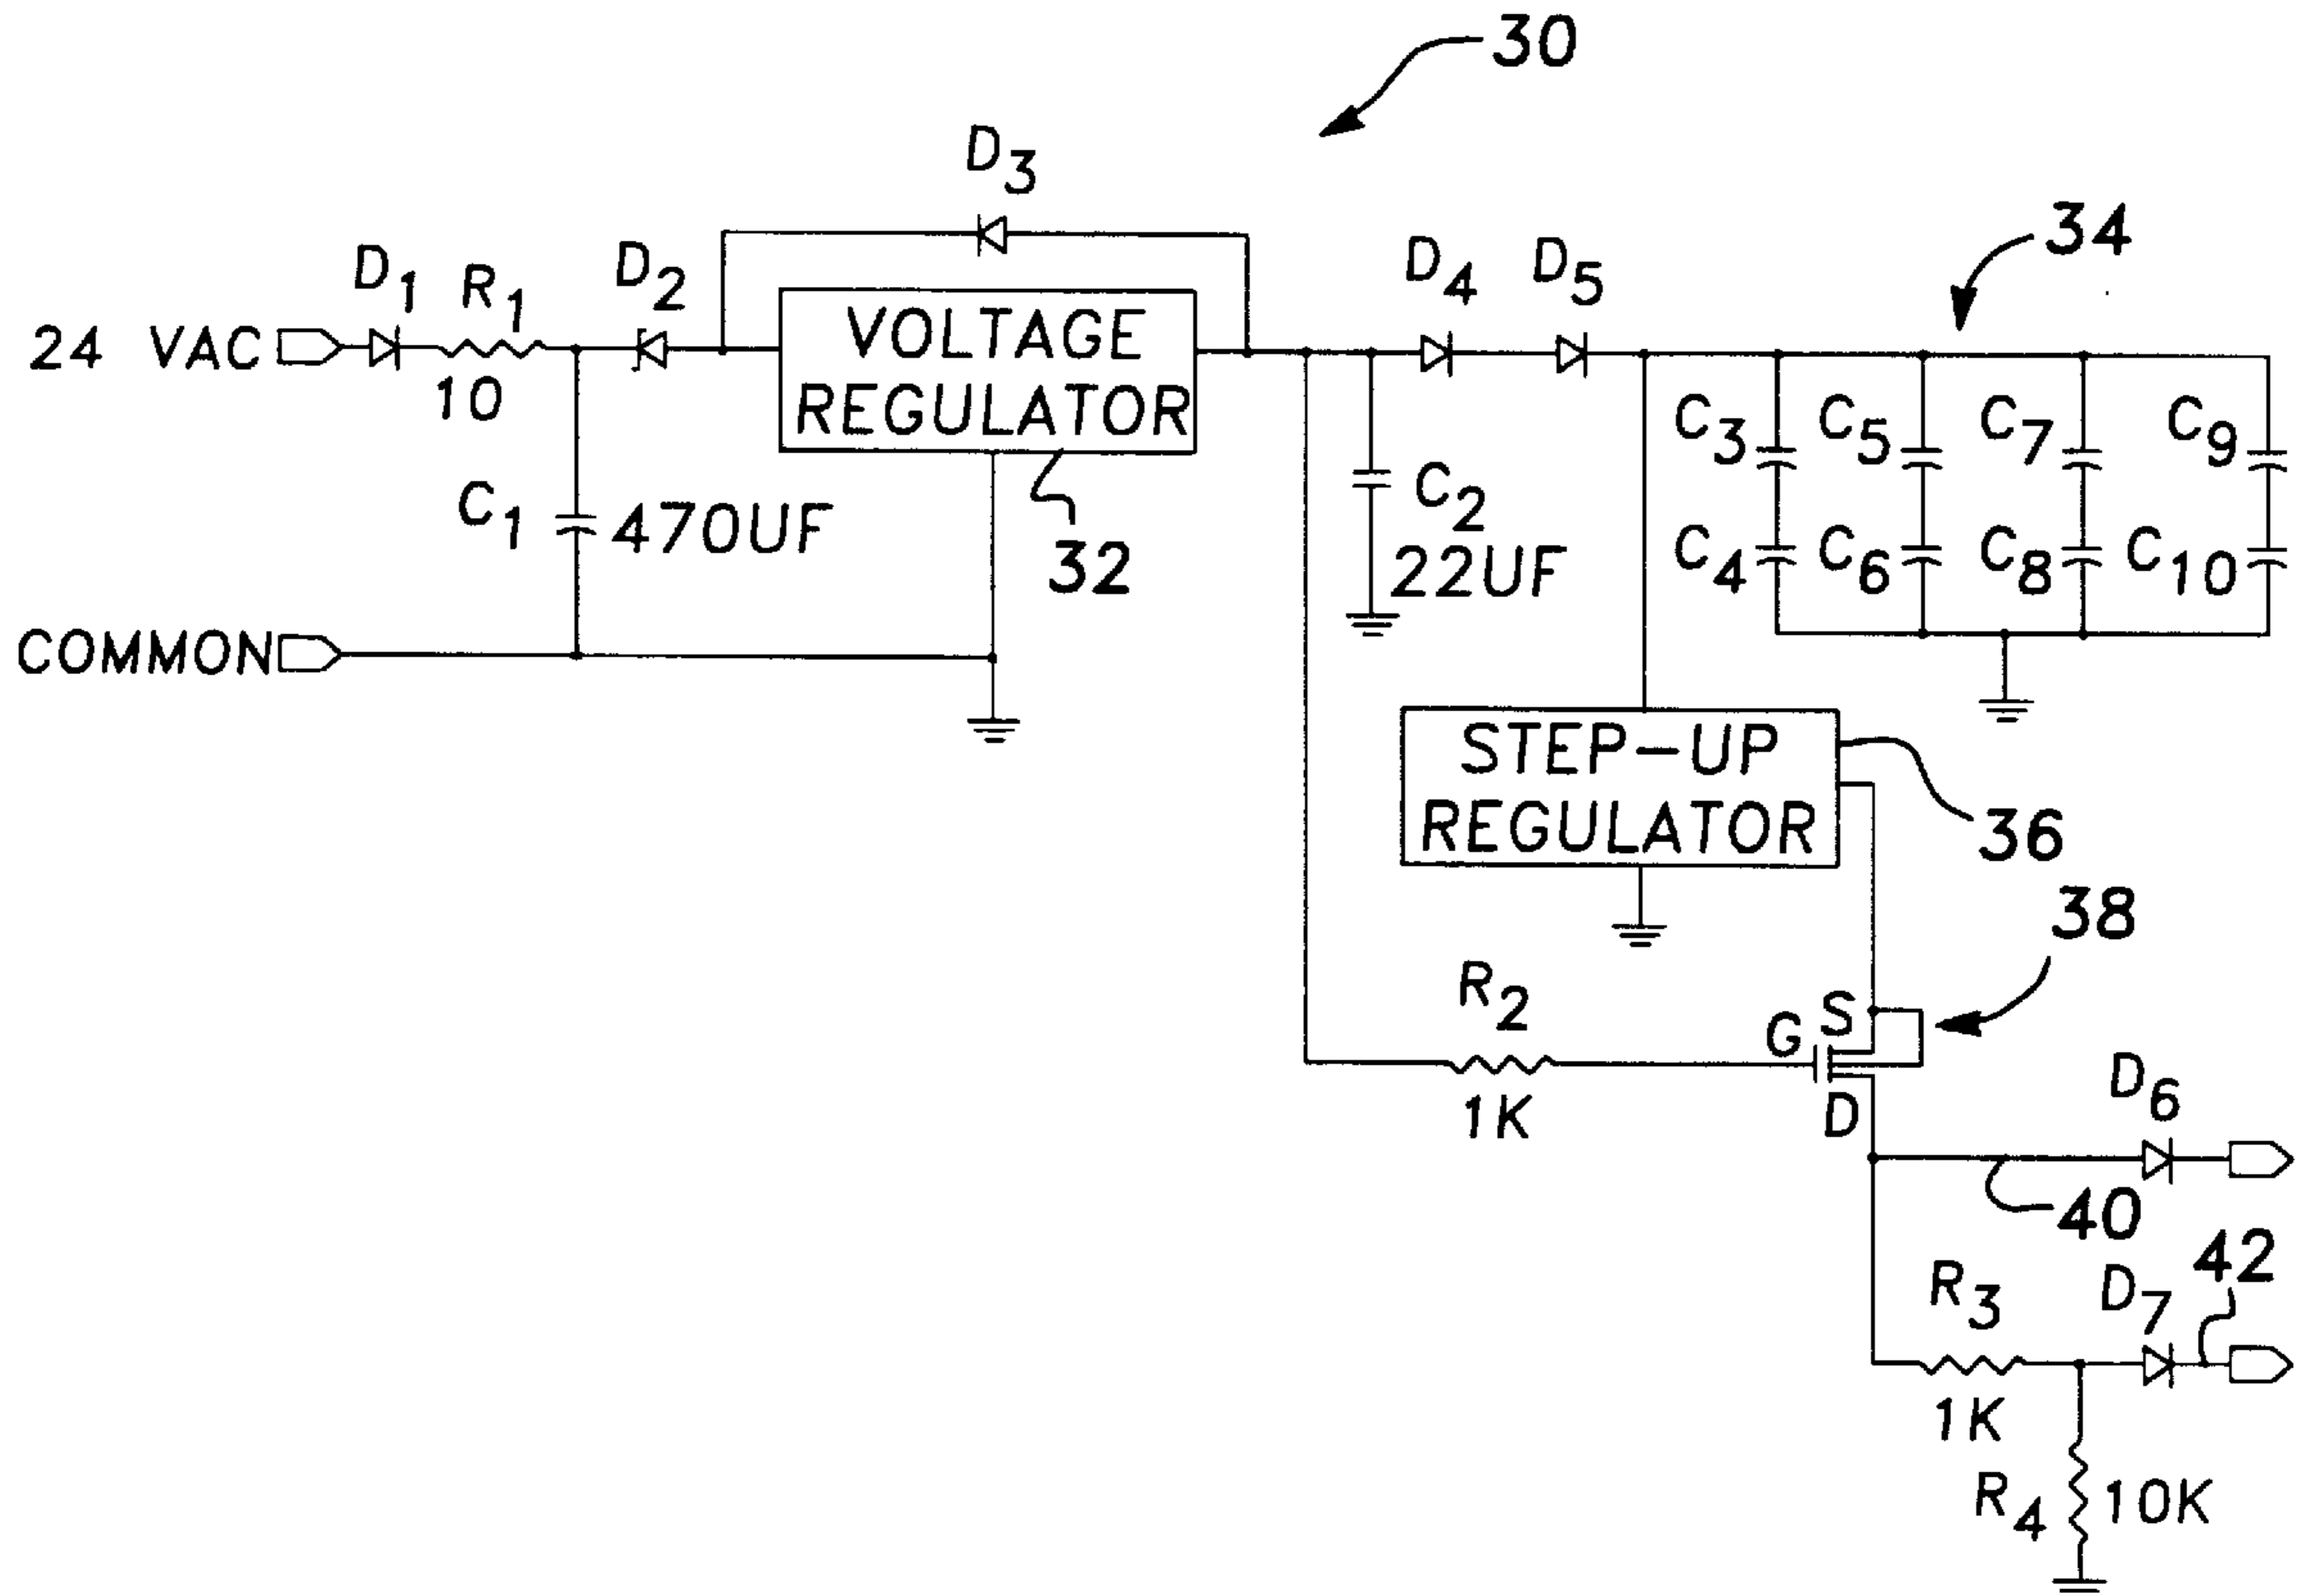 30
D3
34
D1
R1
D2
D4
D5
24 VAC
10
VOLTAGE
REGULATOR
C3
C5
C7
C9
C1
470UF
32
C2
22UF
C4
C6
C8
C10
COMMON
STEP-UP
REGULATOR
36
38
R2
1K
G
S
D
D6
40
42
R3
1K
D7
R4
10K